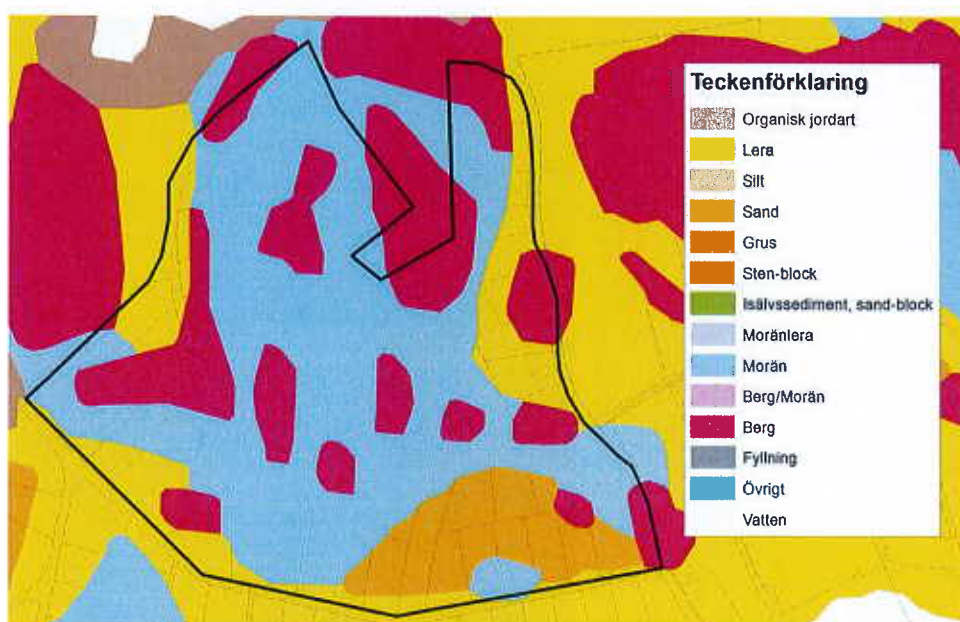 Teckenförklaring
Organisk jordart
Lera
Silt
Sand
Grus
Sten-block
Isälvssediment, sand-block
Moränlera
Morän
Berg/Morän
Berg
Fyllning
Övrigt
Vatten